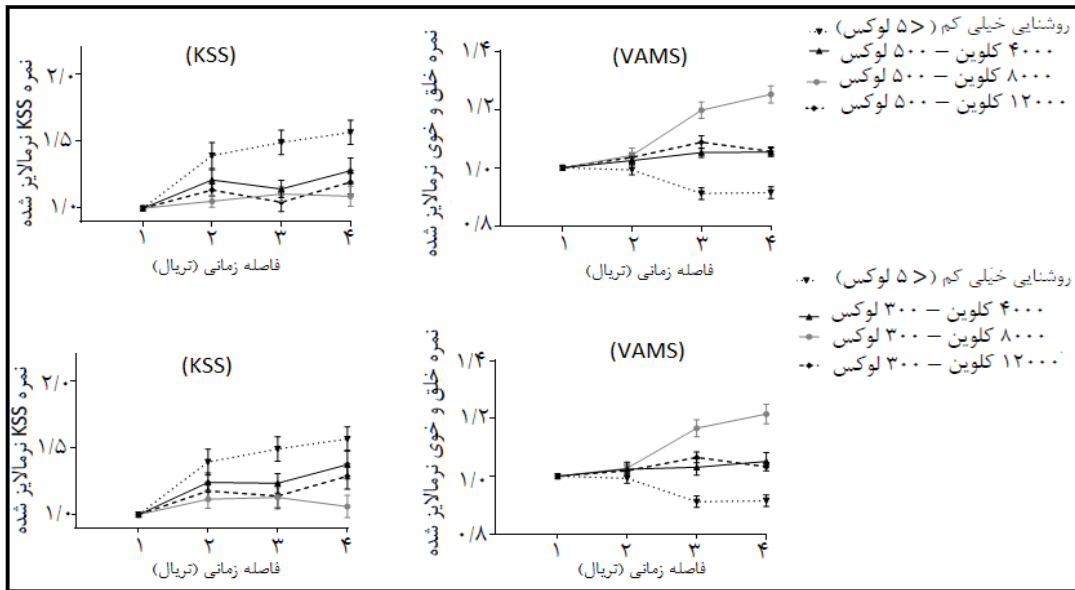 (KSS)
نمره KSS نرمالایز شده
۲/۰
۱/۵
۱/۰
۱ ۲ ۳ ۴
فاصله زمانی (تریال)
(VAMS)
نمره خلق و خوی نرمالایز شده
۱/۴
۱/۲
۱/۰
۰/۸
۱ ۲ ۳ ۴
فاصله زمانی (تریال)
روشنایی خیلی کم (<۵ لوکس)
۴۰۰۰ کلوین – ۵۰۰ لوکس
۸۰۰۰ کلوین – ۵۰۰ لوکس
۱۲۰۰۰ کلوین – ۵۰۰ لوکس
(KSS)
نمره KSS نرمالایز شده
۲/۰
۱/۵
۱/۰
۱ ۲ ۳ ۴
فاصله زمانی (تریال)
(VAMS)
نمره خلق و خوی نرمالایز شده
۱/۴
۱/۲
۱/۰
۰/۸
۱ ۲ ۳ ۴
فاصله زمانی (تریال)
روشنایی خیلی کم (<۵ لوکس)
۴۰۰۰ کلوین – ۳۰۰ لوکس
۸۰۰۰ کلوین – ۳۰۰ لوکس
۱۲۰۰۰ کلوین – ۳۰۰ لوکس